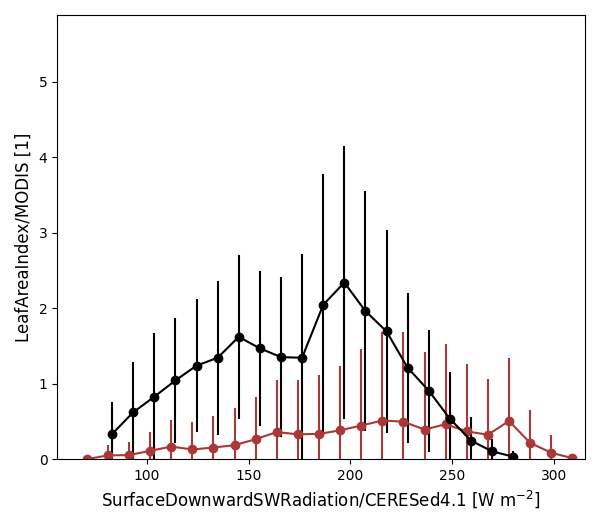 5
4
3
2
1
0
LeafAreaIndex/MODIS [1]
100 150 200 250 300
SurfaceDownwardSWRadiation/CERESed4.1 [W m⁻²]